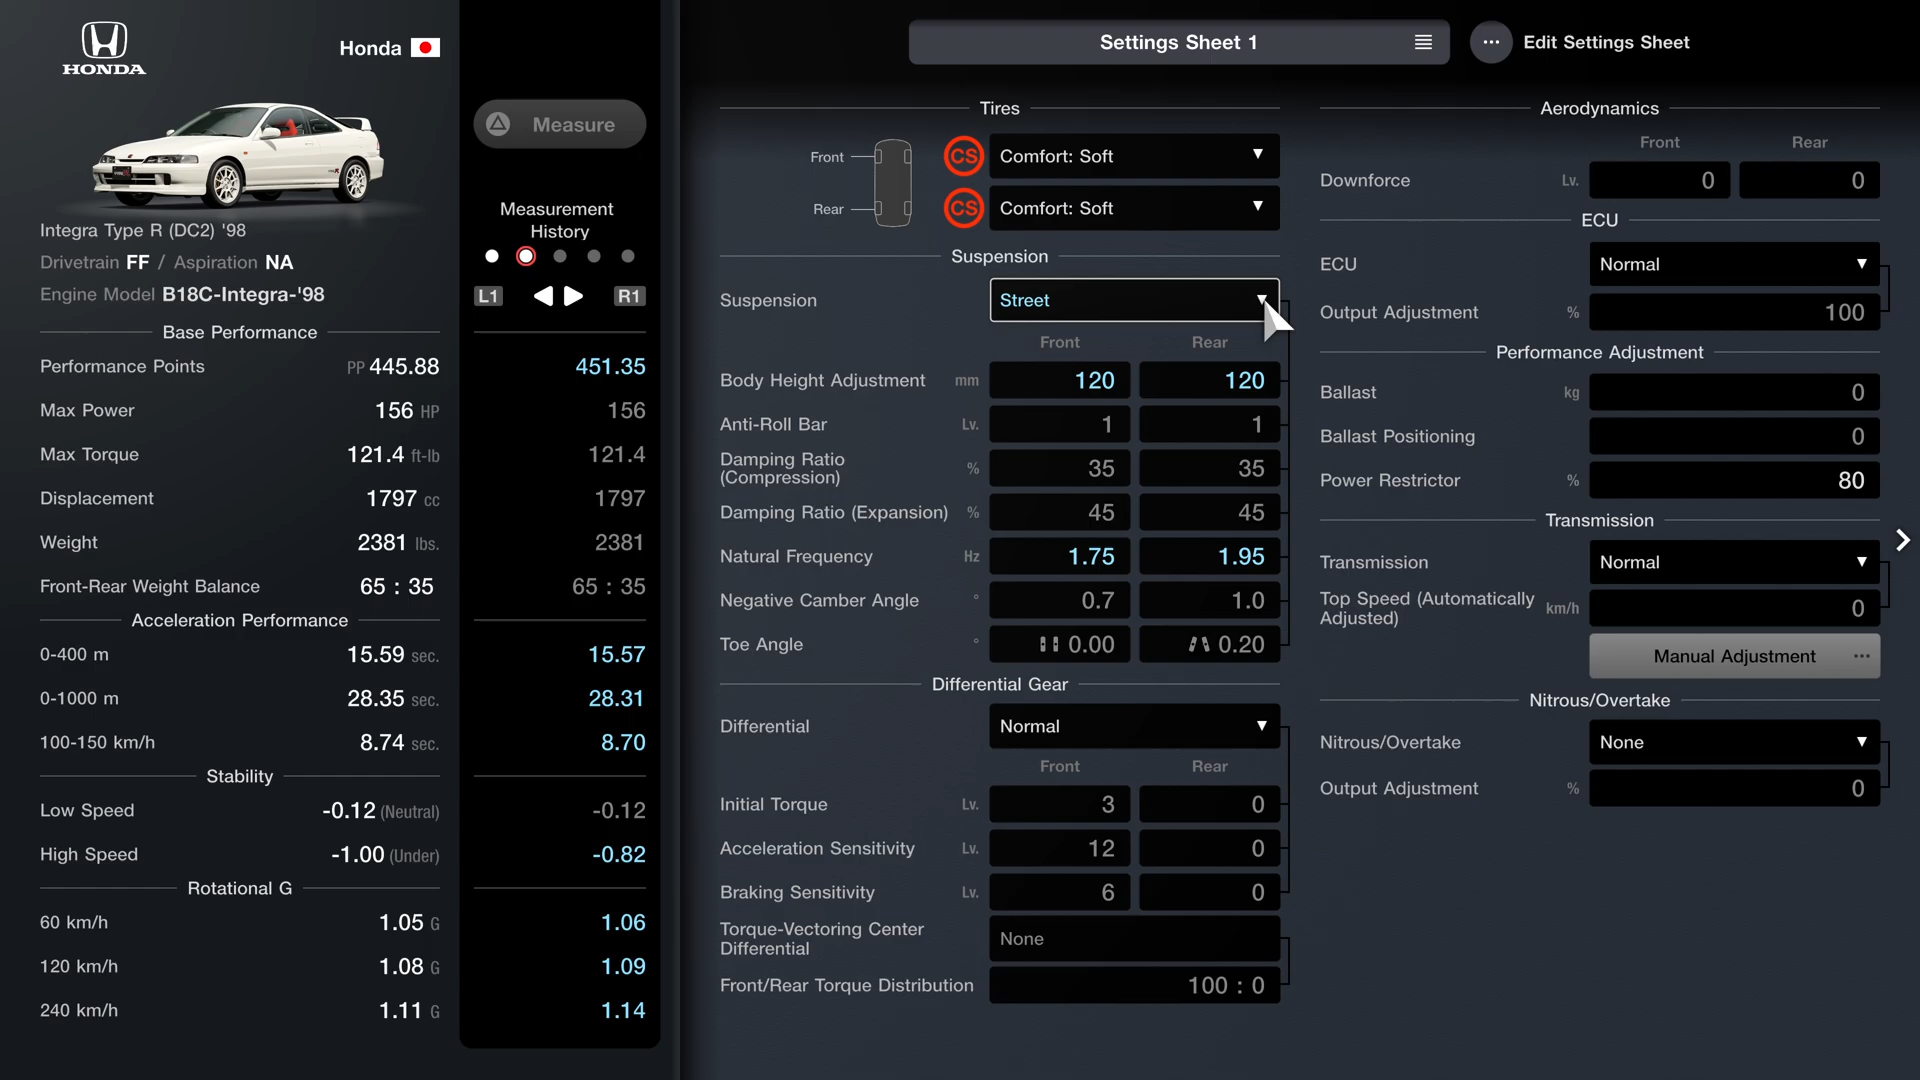 HONDA
Honda
Integra Type R (DC2) '98
Drivetrain FF / Aspiration NA
Engine Model B18C-Integra-'98
Base Performance
Performance Points PP 445.88
Max Power 156 HP
Max Torque 121.4 ft-lb
Displacement 1797 cc
Weight 2381 lbs.
Front-Rear Weight Balance 65 : 35
Acceleration Performance
0-400 m 15.59 sec.
0-1000 m 28.35 sec.
100-150 km/h 8.74 sec.
Stability
Low Speed -0.12 (Neutral)
High Speed -1.00 (Under)
Rotational G
60 km/h 1.05 G
120 km/h 1.08 G
240 km/h 1.11 G
Measure
Measurement
History
L1 R1
451.35
156
121.4
1797
2381
65 : 35
15.57
28.31
8.70
-0.12
-0.82
1.06
1.09
1.14
Settings Sheet 1
Edit Settings Sheet
Tires
Front CS Comfort: Soft
Rear CS Comfort: Soft
Suspension
Suspension Street
Front Rear
Body Height Adjustment mm 120 120
Anti-Roll Bar Lv. 1 1
Damping Ratio
(Compression) % 35 35
Damping Ratio (Expansion) % 45 45
Natural Frequency Hz 1.75 1.95
Negative Camber Angle ° 0.7 1.0
Toe Angle ° 0.00 0.20
Differential Gear
Differential Normal
Front Rear
Initial Torque Lv. 3 0
Acceleration Sensitivity Lv. 12 0
Braking Sensitivity Lv. 6 0
Torque-Vectoring Center
Differential None
Front/Rear Torque Distribution 100 : 0
Aerodynamics
Front Rear
Downforce Lv. 0 0
ECU
ECU Normal
Output Adjustment % 100
Performance Adjustment
Ballast kg 0
Ballast Positioning 0
Power Restrictor % 80
Transmission
Transmission Normal
Top Speed (Automatically
Adjusted) km/h 0
Manual Adjustment
Nitrous/Overtake
Nitrous/Overtake None
Output Adjustment % 0